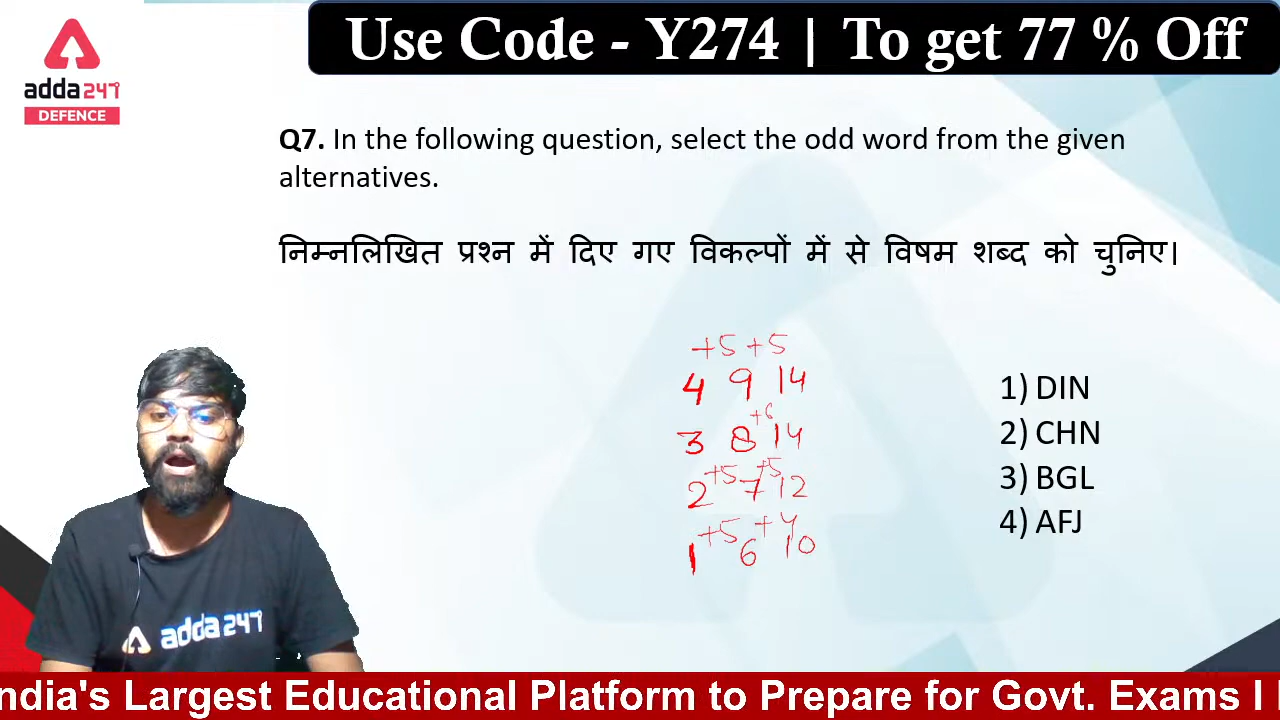 Use Code - Y274 | To get 77 % Off
adda247
DEFENCE
Q7. In the following question, select the odd word from the given
alternatives.
निम्नलिखित प्रश्न में दिए गए विकल्पों में से विषम शब्द को चुनिए।
+5 +5
4 9 14
+6
3 8 14
+5 +5
2 7 12
+5 +4
1 6 10
1) DIN
2) CHN
3) BGL
4) AFJ
adda247
ndia's Largest Educational Platform to Prepare for Govt. Exams I